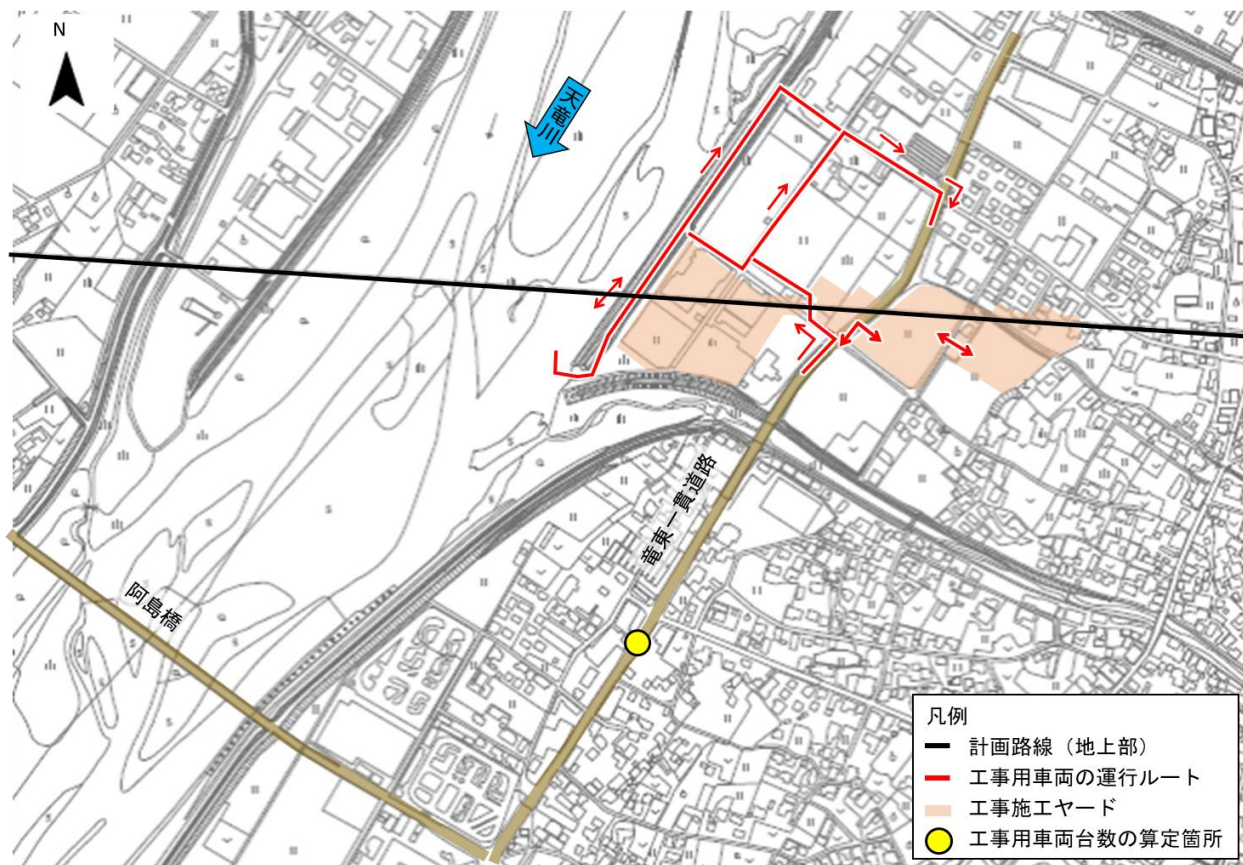 N
天竜川
竜東一貫道路
阿島橋
凡例
計画路線（地上部）
工事用車両の運行ルート
工事施工ヤード
工事用車両台数の算定箇所